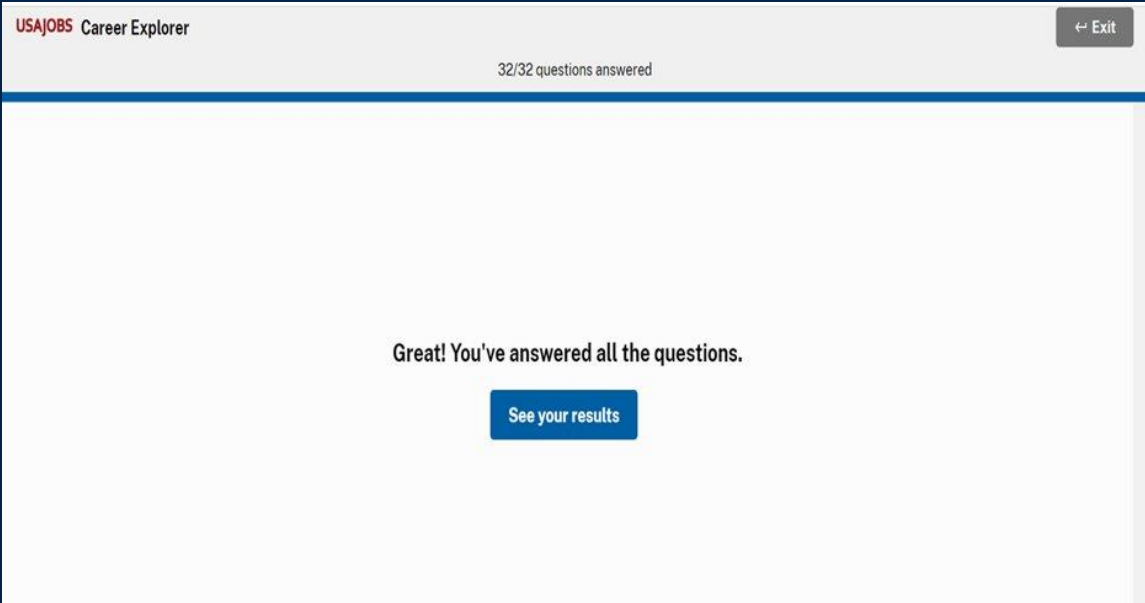 USAJOBS Career Explorer
↵ Exit
32/32 questions answered
Great! You've answered all the questions.
See your results